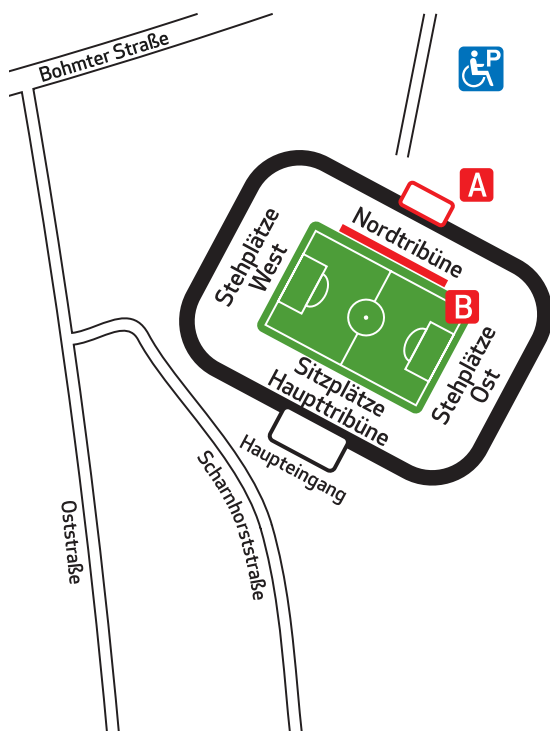 Bohmter Straße
P
A
Nordtribüne
Stehplätze
West
B
Stehplätze
Ost
Sitzplätze
Haupttribüne
Haupteingang
Scharnhorststraße
Oststraße